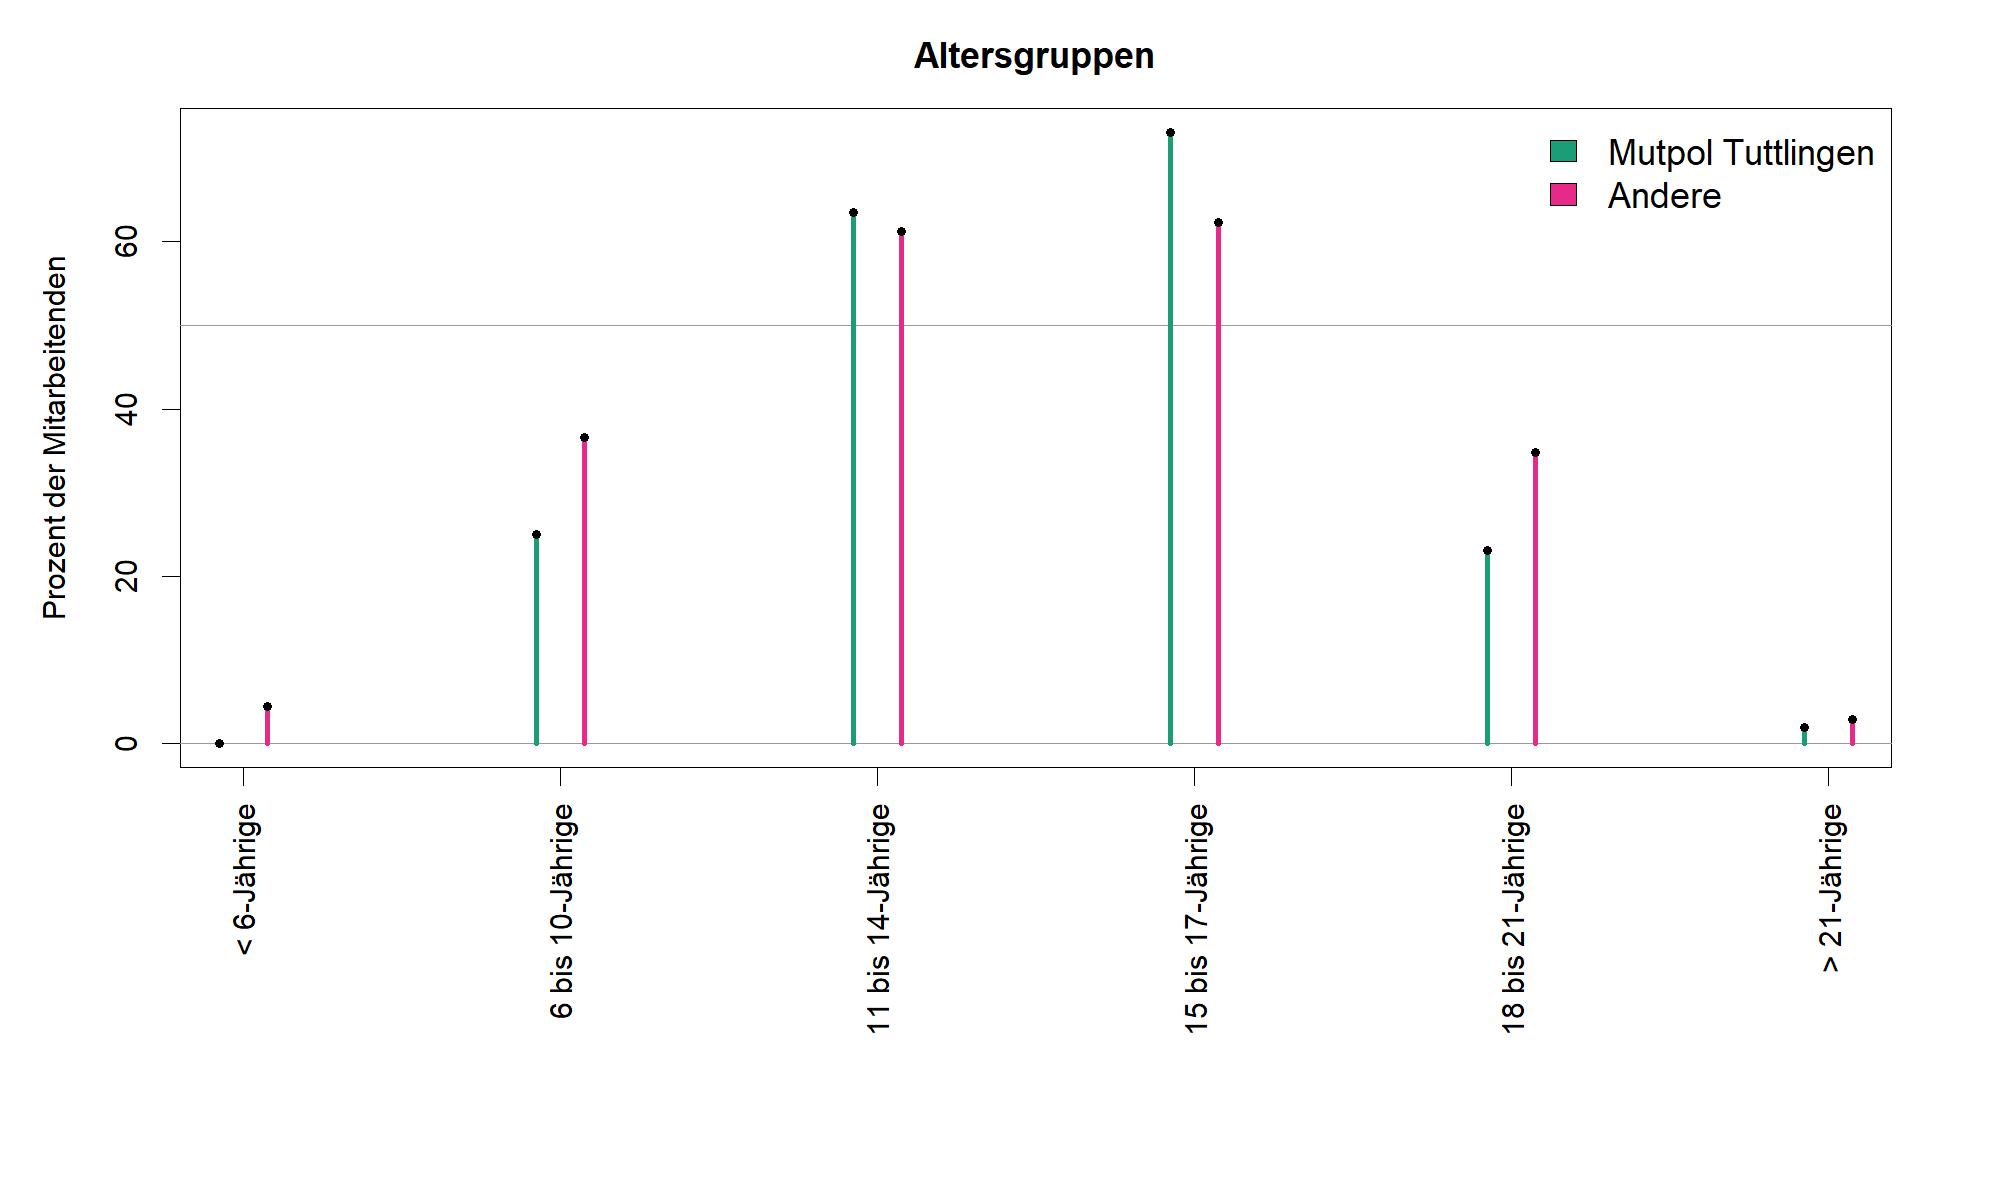 Altersgruppen
Mutpol Tuttlingen
Andere
Prozent der Mitarbeitenden
60
40
20
0
< 6-Jährige
6 bis 10-Jährige
11 bis 14-Jährige
15 bis 17-Jährige
18 bis 21-Jährige
> 21-Jährige